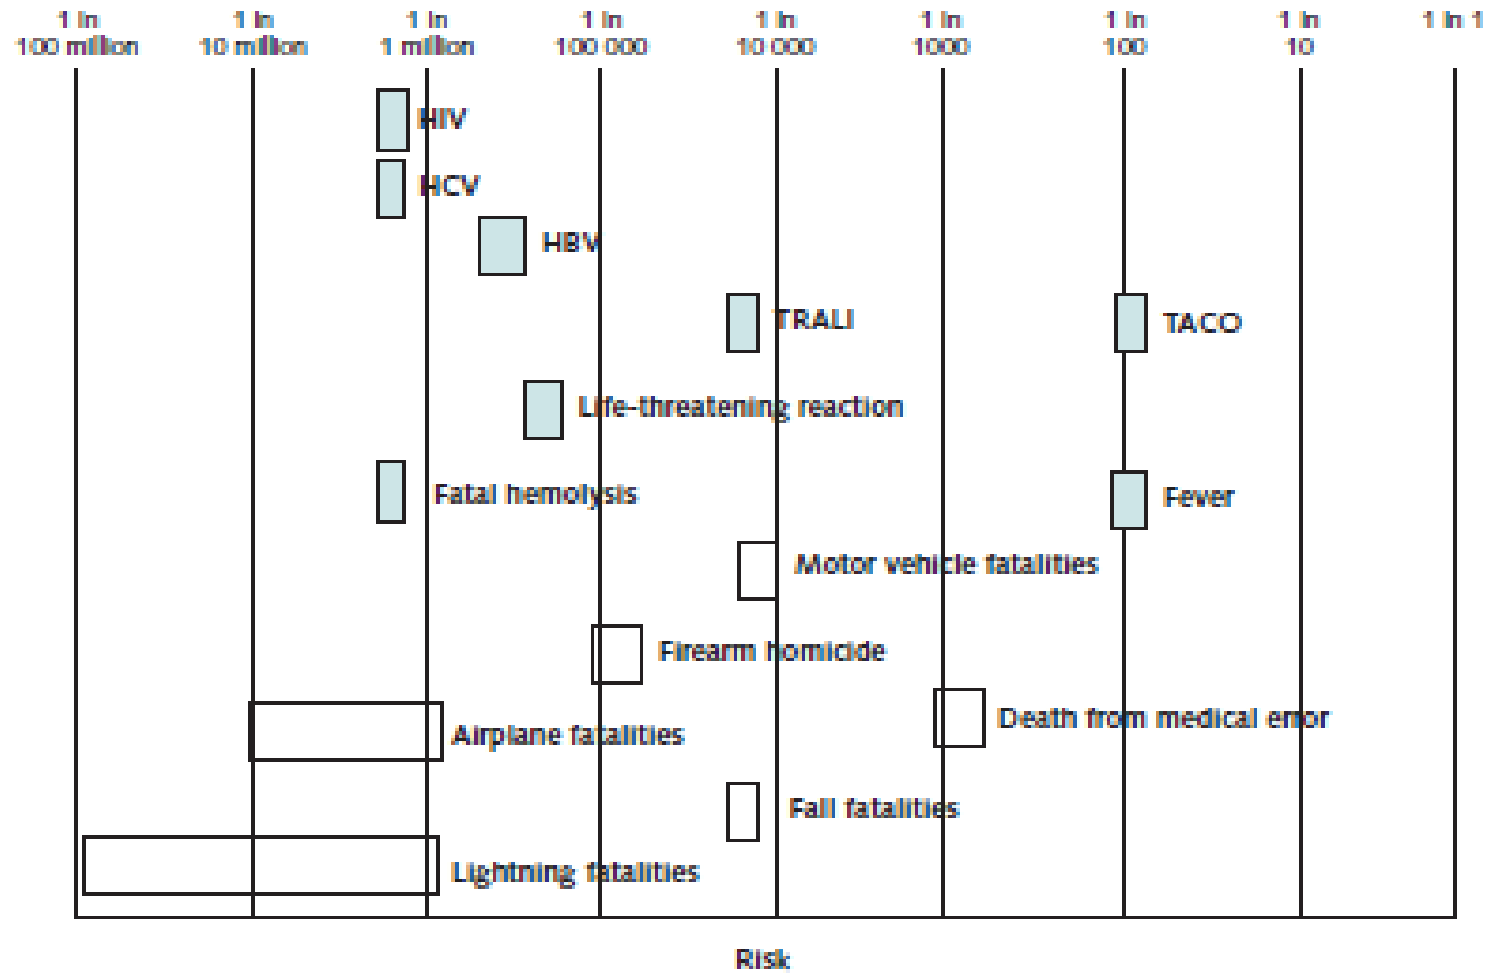 1 in
100 million
1 in
10 million
1 in
1 million
1 in
100 000
1 in
10 000
1 in
1000
1 in
100
1 in
10
1 in 1
HIV
HCV
HBV
TRALI
TACO
Life-threatening reaction
Fatal hemolysis
Fever
Motor vehicle fatalities
Firearm homicide
Death from medical error
Airplane fatalities
Fall fatalities
Lightning fatalities
Risk